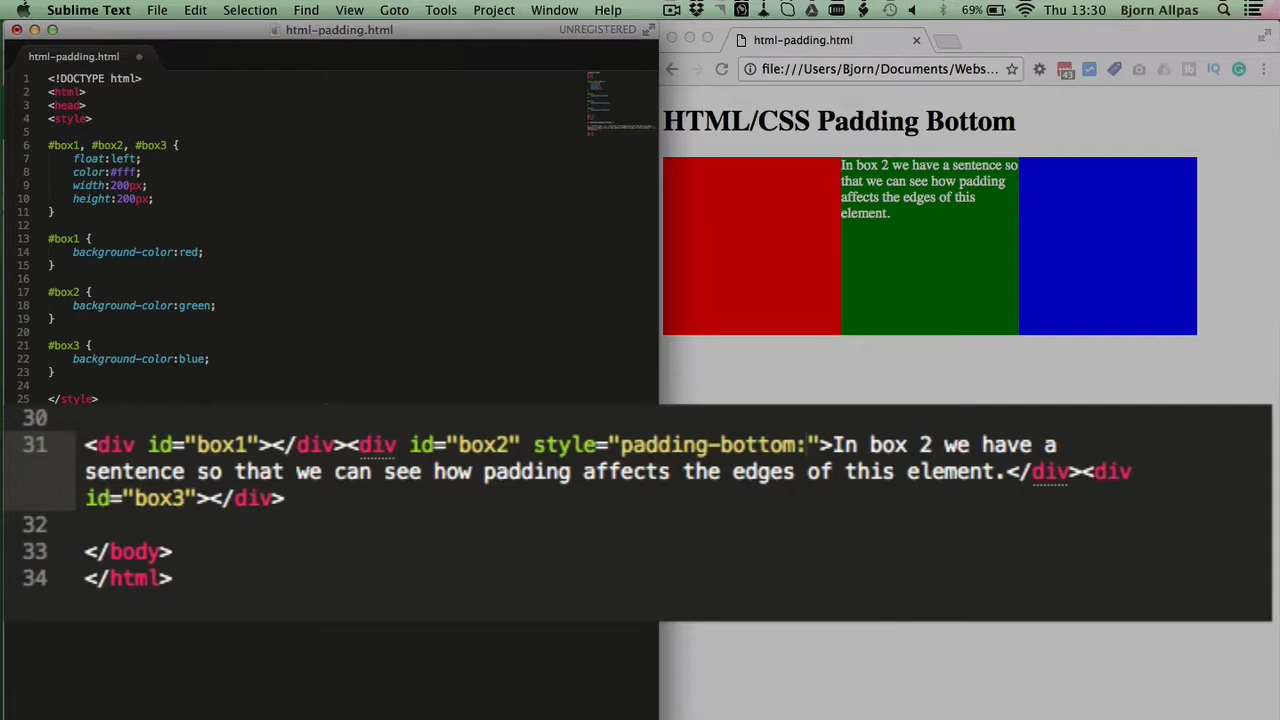 Sublime Text File Edit Selection Find View Goto Tools Project Window Help 69% Thu 13:30 Bjorn Allpas
html-padding.html UNREGISTERED
html-padding.html
html-padding.html
file:///Users/Bjorn/Documents/Webs...
43
1 <!DOCTYPE html>
2 <html>
3 <head>
4 <style>
5
6 #box1, #box2, #box3 {
7 float:left;
8 color:#fff;
9 width:200px;
10 height:200px;
11 }
12
13 #box1 {
14 background-color:red;
15 }
16
17 #box2 {
18 background-color:green;
19 }
20
21 #box3 {
22 background-color:blue;
23 }
24
25 </style>
30
31 <div id="box1"></div><div id="box2" style="padding-bottom:">In box 2 we have a
sentence so that we can see how padding affects the edges of this element.</div><div
id="box3"></div>
32
33 </body>
34 </html>
HTML/CSS Padding Bottom
In box 2 we have a sentence so
that we can see how padding
affects the edges of this
element.